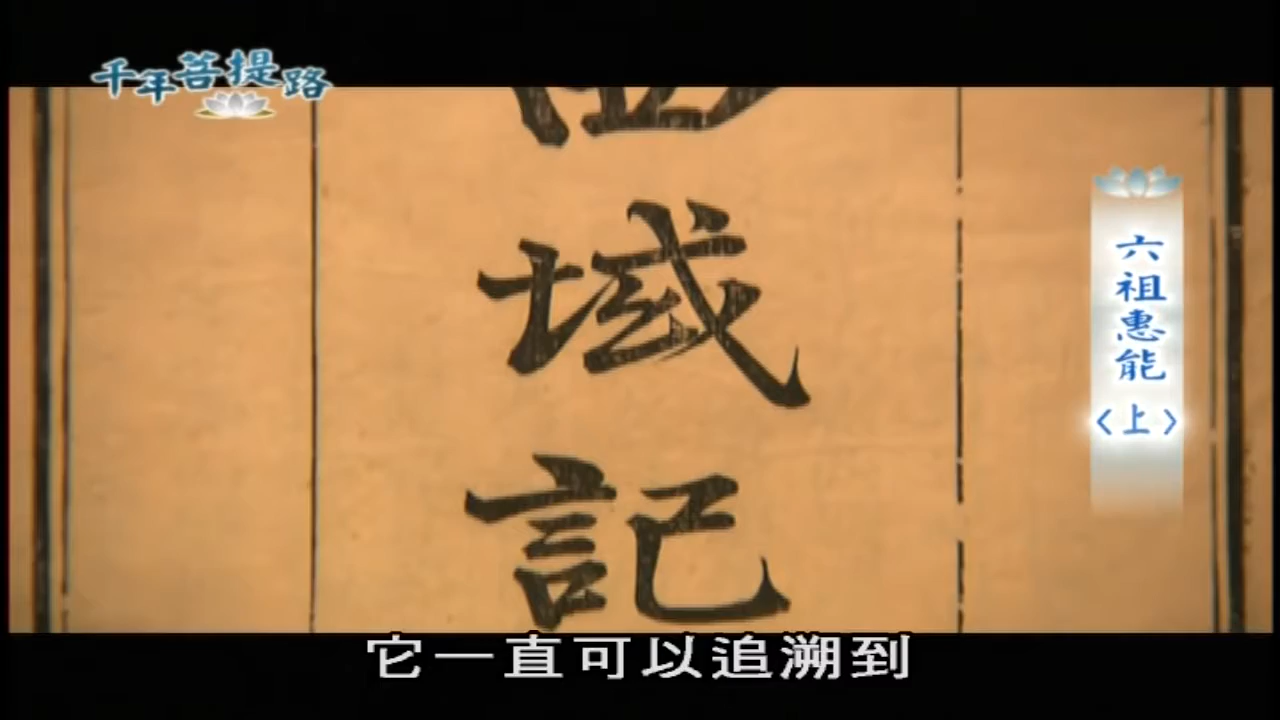 千年菩提路
域
記
六祖惠能
〈上〉
它一直可以追溯到